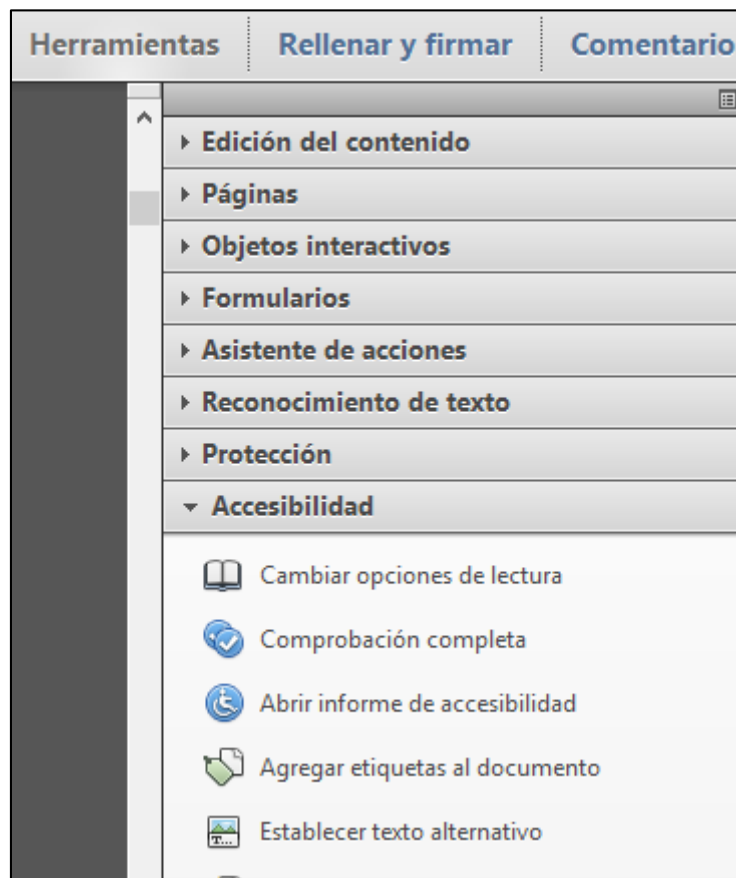 Herramientas Rellenar y firmar Comentario
Edición del contenido
Páginas
Objetos interactivos
Formularios
Asistente de acciones
Reconocimiento de texto
Protección
Accesibilidad
Cambiar opciones de lectura
Comprobación completa
Abrir informe de accesibilidad
Agregar etiquetas al documento
T...
Establecer texto alternativo